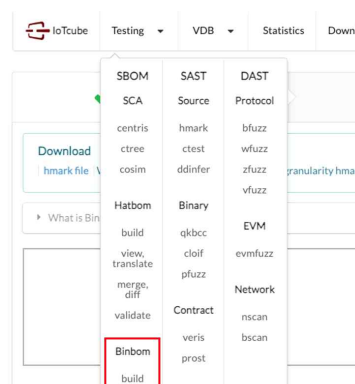 IoTcube Testing VDB Statistics Down
SBOM SAST DAST
SCA Source Protocol
centris hmark bfuzz
ctree ctest wfuzz
cosim ddinfer zfuzz
vfuzz
Download
hmark file granularity hma
Hatbom Binary
What is Bin
build qkbcc EVM
view, translate cloif evmfuzz
merge, diff pfuzz
Network
validate Contract nscan
veris bscan
Binbom prost
build